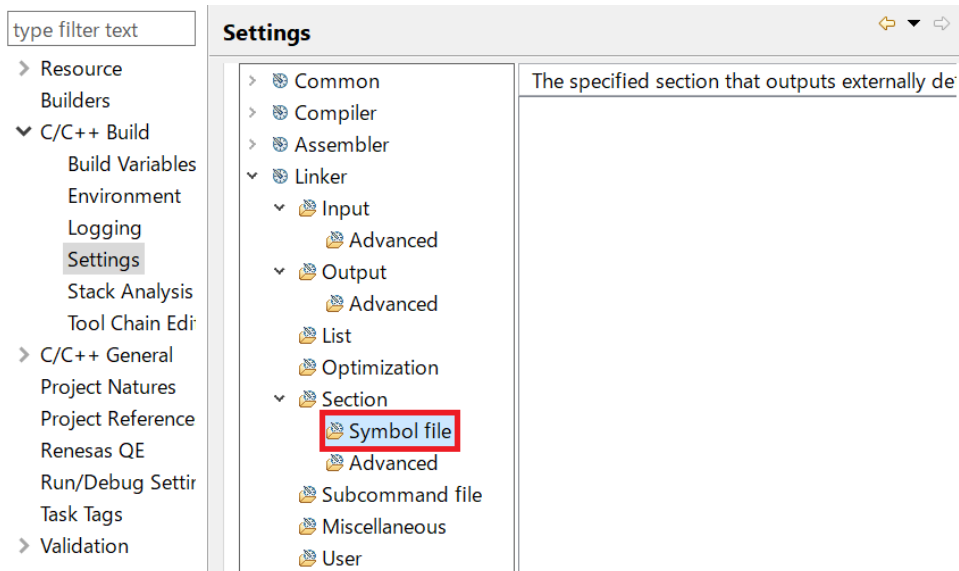 type filter text
Resource
Builders
C/C++ Build
Build Variables
Environment
Logging
Settings
Stack Analysis
Tool Chain Edi
C/C++ General
Project Natures
Project Reference
Renesas QE
Run/Debug Settin
Task Tags
Validation
Settings
Common
Compiler
Assembler
Linker
Input
Advanced
Output
Advanced
List
Optimization
Section
Symbol file
Advanced
Subcommand file
Miscellaneous
User
The specified section that outputs externally de